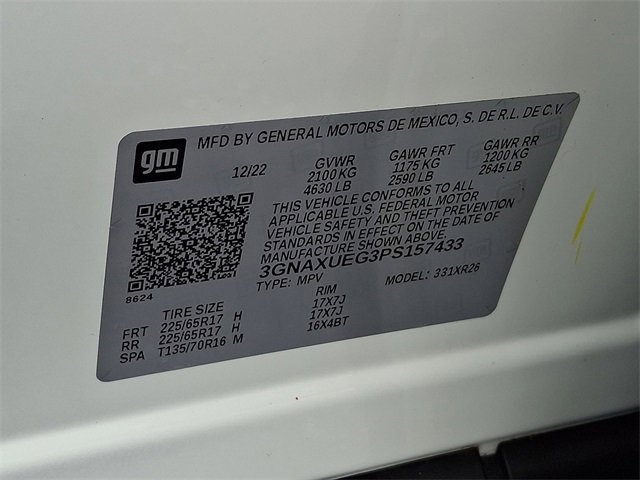 gm
MFD BY GENERAL MOTORS DE MEXICO, S. DE R.L. DE C.V.
12/22 GVWR GAWR FRT GAWR RR
2100 KG 1175 KG 1200 KG
4630 LB 2590 LB 2645 LB
THIS VEHICLE CONFORMS TO ALL
APPLICABLE U.S. FEDERAL MOTOR
VEHICLE SAFETY AND THEFT PREVENTION
STANDARDS IN EFFECT ON THE DATE OF
MANUFACTURE SHOWN ABOVE.
3GNAXUEG3PS157433
TYPE: MPV MODEL: 331XR26
8624
TIRE SIZE RIM
FRT 225/65R17 H 17X7J
RR 225/65R17 H 17X7J
SPA T135/70R16 M 16X4BT